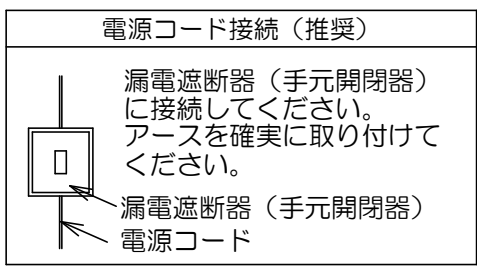 電源コード接続（推奨）
漏電遮断器（手元開閉器）
に接続してください。
アースを確実に取り付けて
ください。
漏電遮断器（手元開閉器）
電源コード